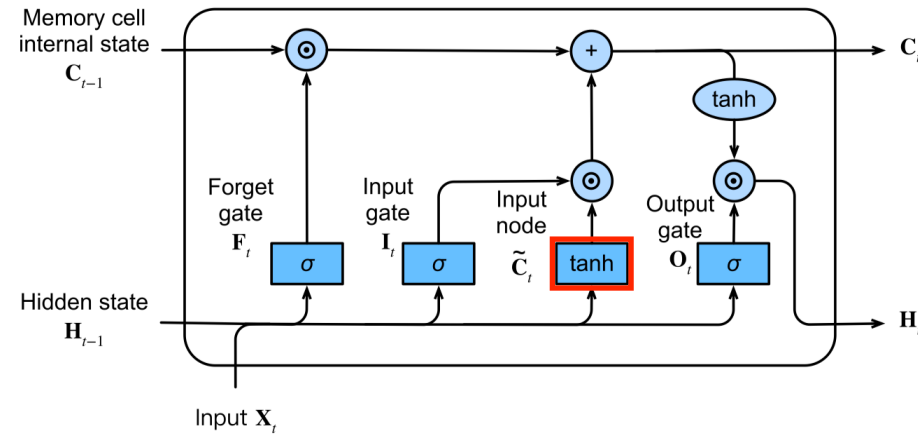 Memory cell
internal state
C_{t−1}
Forget
gate
F_t
Input
gate
I_t
Input
node
C̃_t
Output
gate
O_t
σ
σ
tanh
σ
tanh
+
C_t
Hidden state
H_{t−1}
H_t
Input X_t